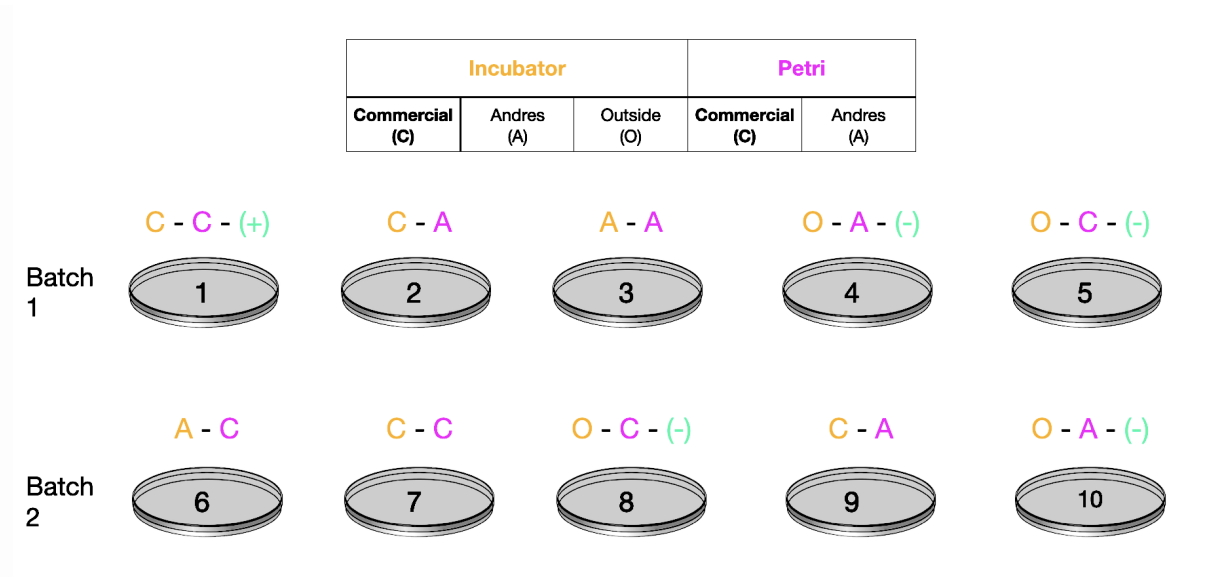 Incubator Petri
Commercial (C) Andres (A) Outside (O) Commercial (C) Andres (A)
C - C - (+) C - A A - A O - A - (-) O - C - (-)
Batch 1
1 2 3 4 5
A - C C - C O - C - (-) C - A O - A - (-)
Batch 2
6 7 8 9 10